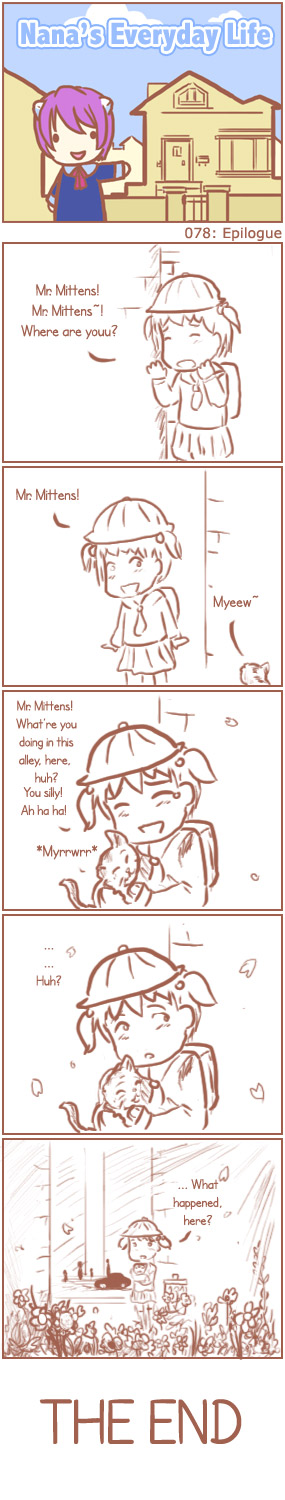 Nana's Everyday Life
078: Epilogue
Mr. Mittens!
Mr. Mittens~!
Where are youu?
Mr. Mittens!
Myeew~
Mr. Mittens!
What're you
doing in this
alley, here,
huh?
You silly!
Ah ha ha!
*Myrrwrr*
...
...
Huh?
... What
happened,
here?
THE END